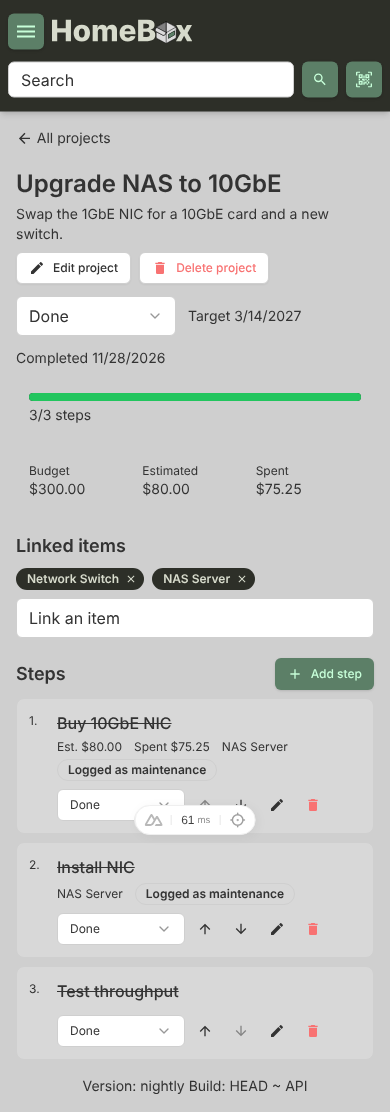 HomeBox
Search
All projects
Upgrade NAS to 10GbE
Swap the 1GbE NIC for a 10GbE card and a new
switch.
Edit project
Delete project
Done
Target 3/14/2027
Completed 11/28/2026
3/3 steps
Budget
Estimated
Spent
$300.00
$80.00
$75.25
Linked items
Network Switch
NAS Server
Link an item
Steps
Add step
1.
Buy 10GbE NIC
Est. $80.00 Spent $75.25 NAS Server
Logged as maintenance
Done
61 ms
2.
Install NIC
NAS Server
Logged as maintenance
Done
3.
Test throughput
Done
Version: nightly Build: HEAD ~ API